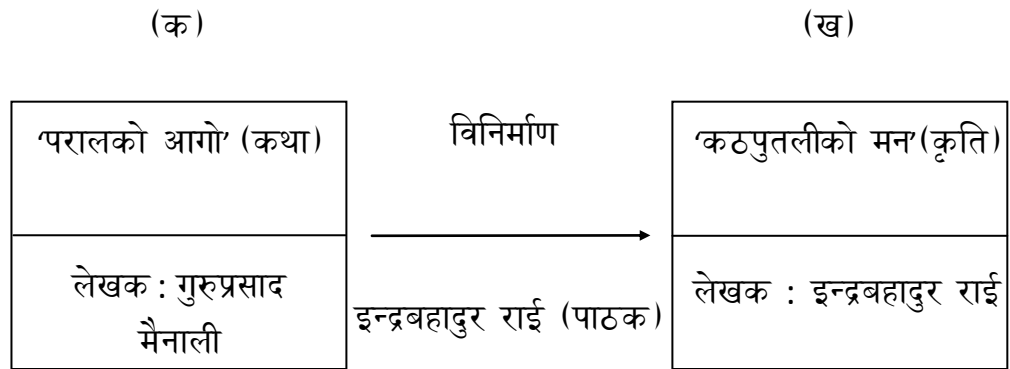 (क)
(ख)
‘परालको आगो’ (कथा)
लेखक : गुरुप्रसाद
मैनाली
विनिर्माण
इन्द्रबहादुर राई (पाठक)
‘कठपुतलीको मन’(कृति)
लेखक : इन्द्रबहादुर राई